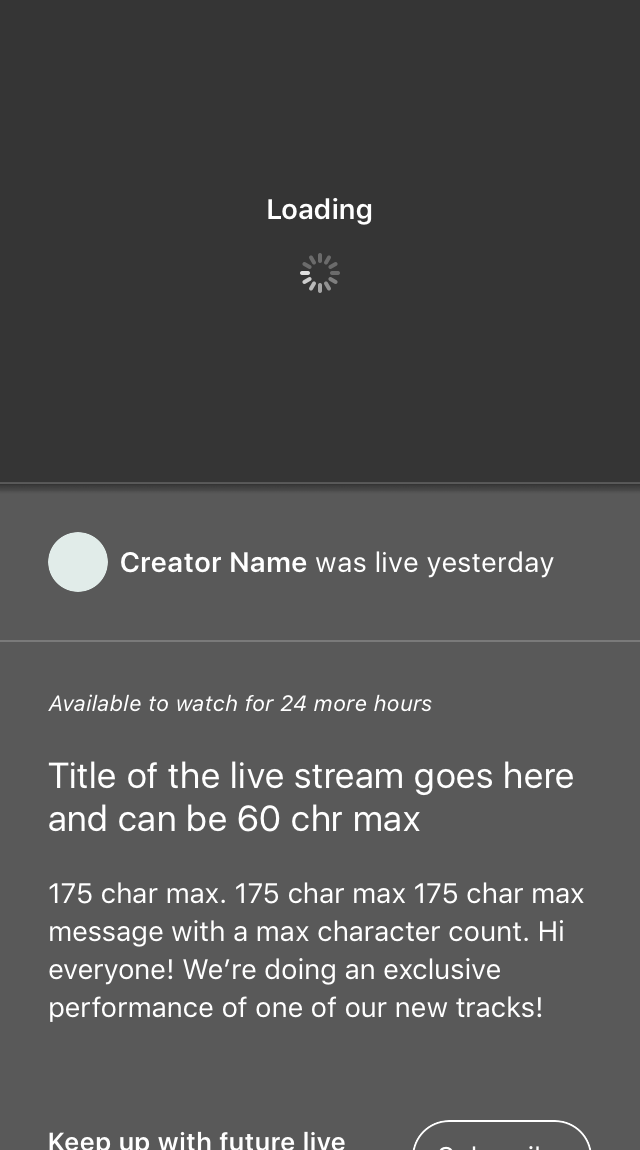 Loading
Creator Name was live yesterday
Available to watch for 24 more hours
Title of the live stream goes here
and can be 60 chr max
175 char max. 175 char max 175 char max
message with a max character count. Hi
everyone! We’re doing an exclusive
performance of one of our new tracks!
Keep up with future live